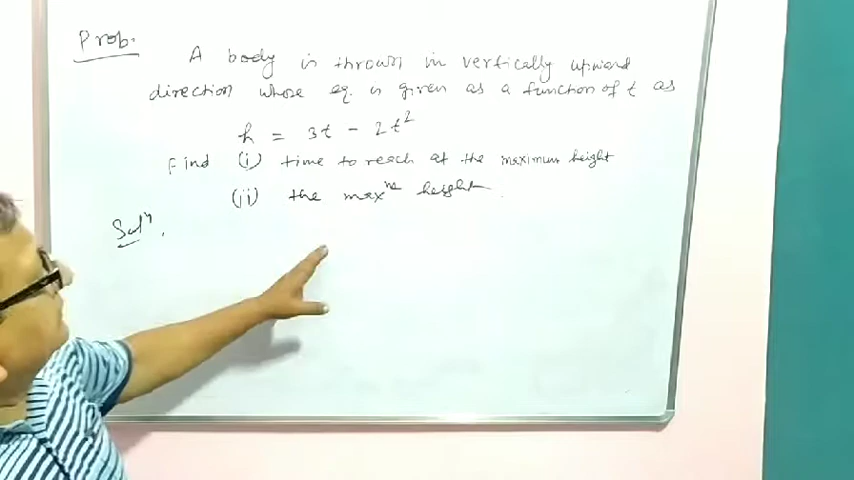 Prob.
A body is thrown in vertically upward
direction whose eq. is given as a function of t as
h = 3t - 2t²
Find (i) time to reach at the maximum height
(ii) the maxm height.
Solⁿ.